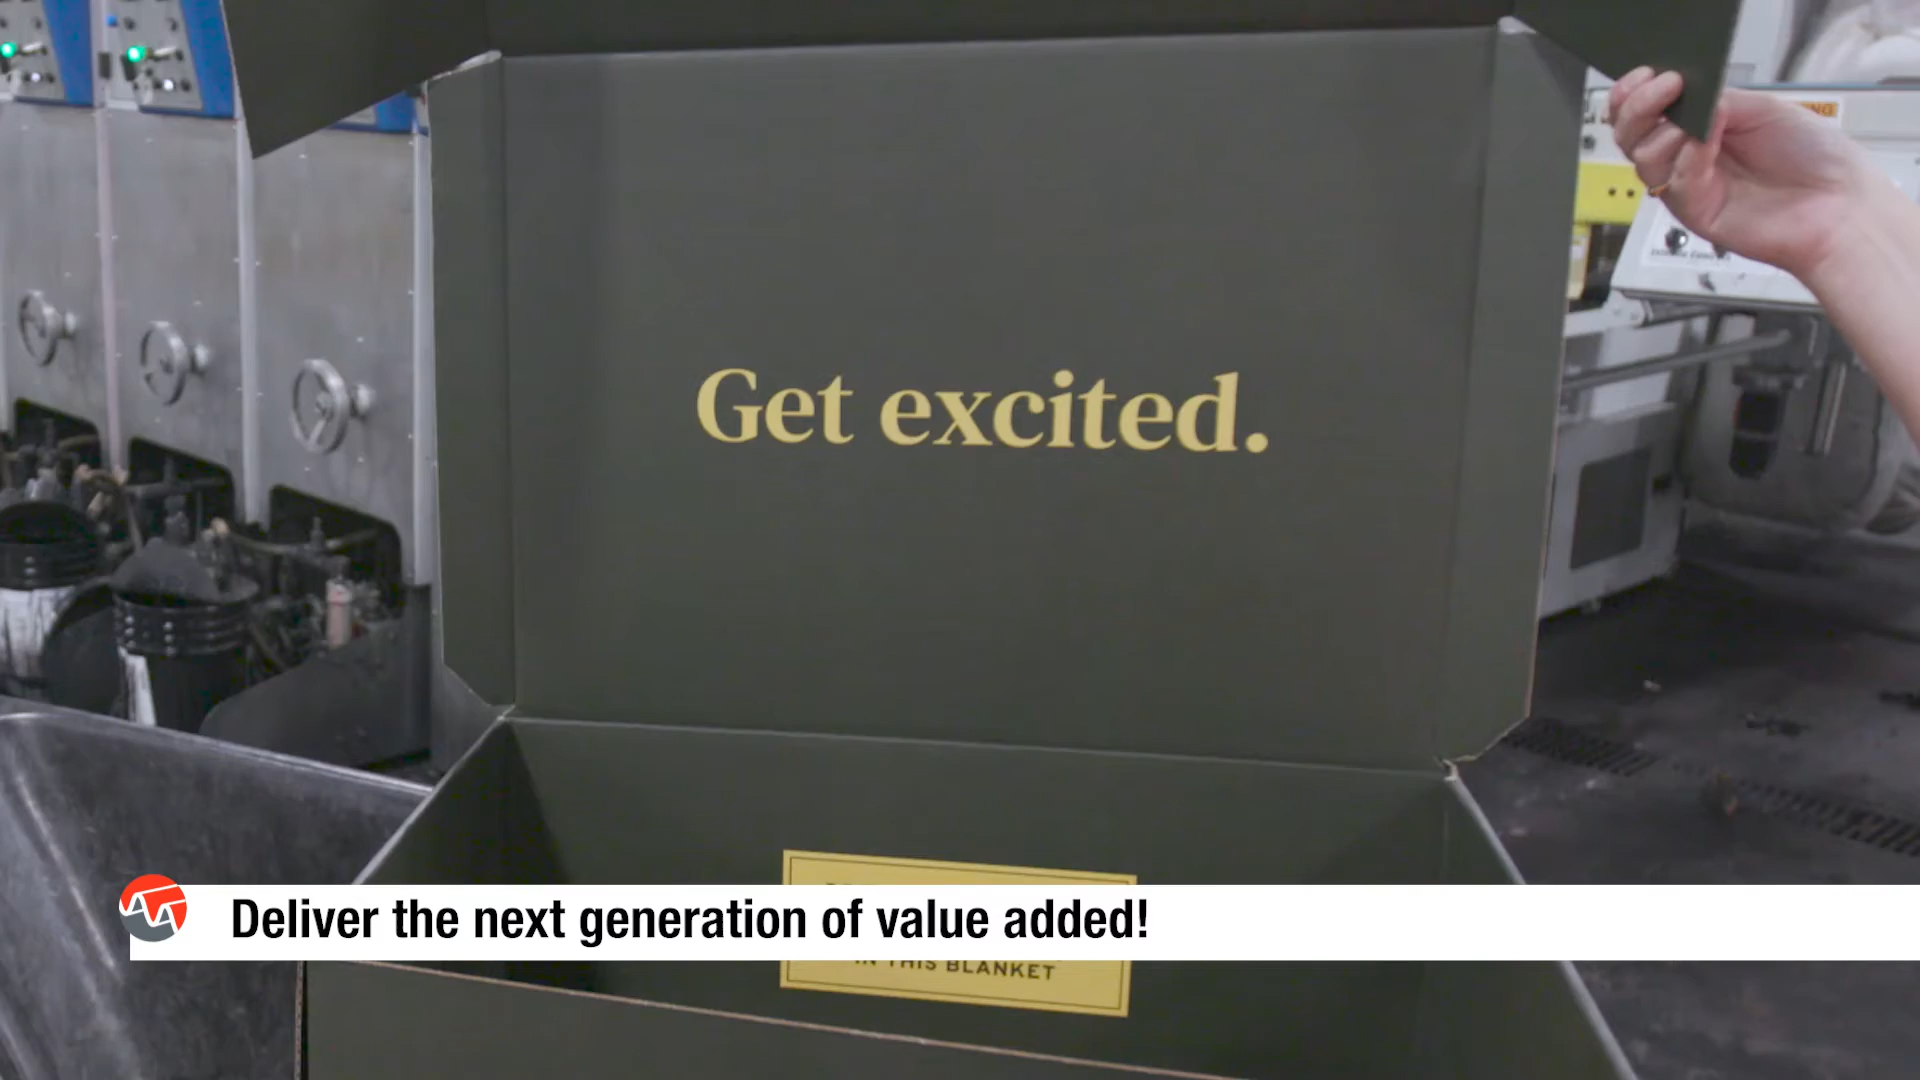 Get excited.
Deliver the next generation of value added!
IN THIS BLANKET